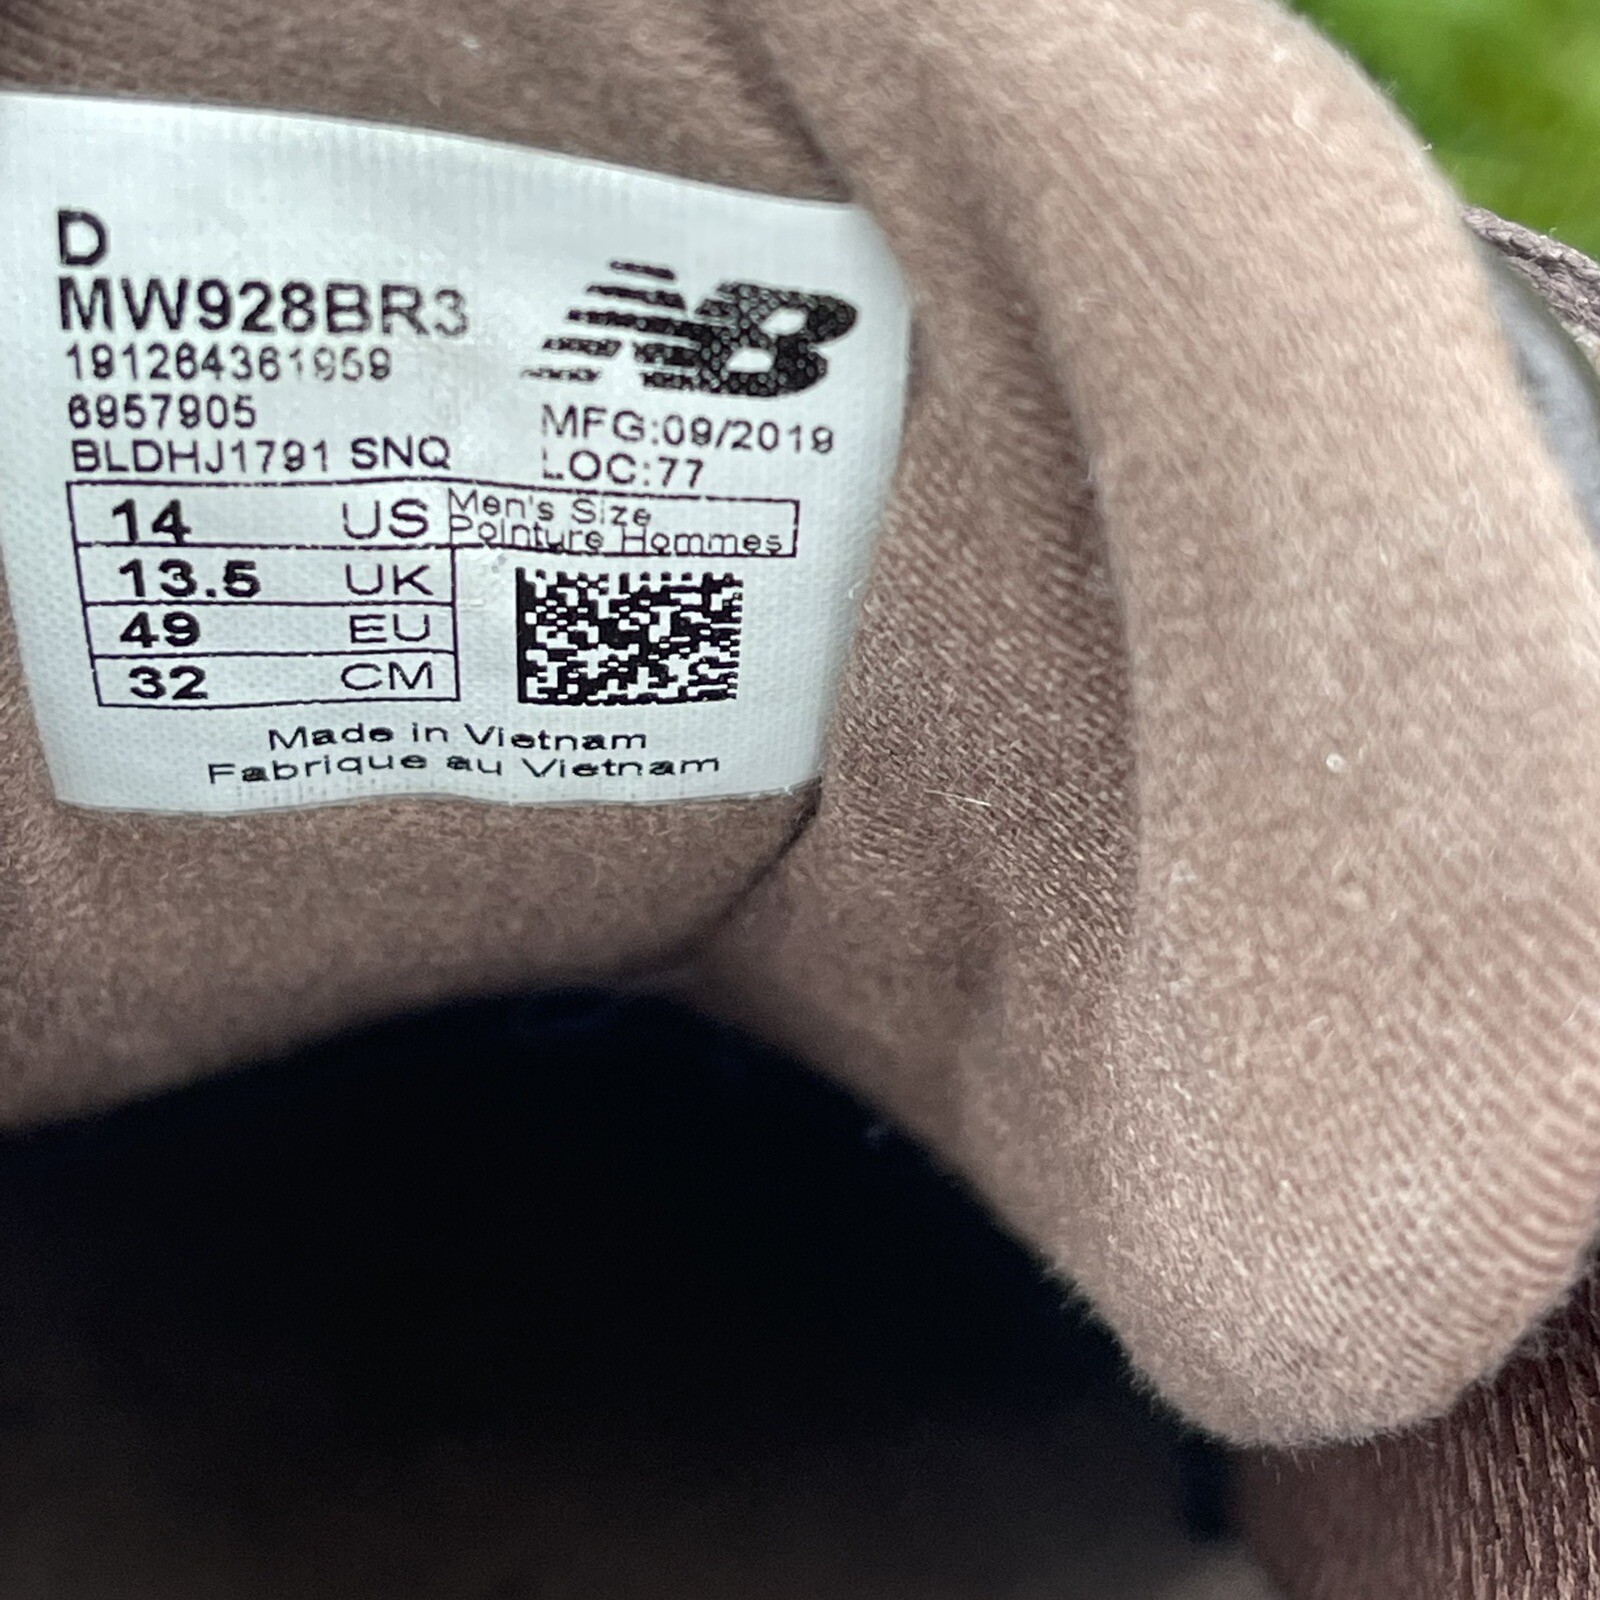 D
MW928BR3
191264361959
6957905
BLDHJ1791 SNQ
NB
MFG:09/2019
LOC:77
14 US Men's Size
Pointure Hommes
13.5 UK
49 EU
32 CM
Made in Vietnam
Fabrique au Vietnam